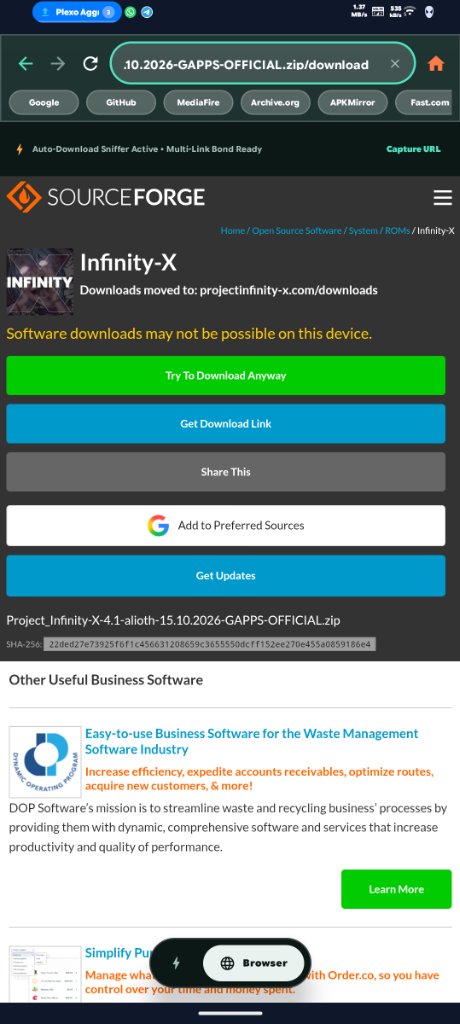 Plexo Aggr 3
1.37 MB/s 535 kB/s
.10.2026-GAPPS-OFFICIAL.zip/download
Google GitHub MediaFire Archive.org APKMirror Fast.com
Auto-Download Sniffer Active • Multi-Link Bond Ready Capture URL
SOURCEFORGE
Home / Open Source Software / System / ROMs / Infinity-X
INFINITY
Infinity-X
Downloads moved to: projectinfinity-x.com/downloads
Software downloads may not be possible on this device.
Try To Download Anyway
Get Download Link
Share This
Add to Preferred Sources
Get Updates
Project_Infinity-X-4.1-alioth-15.10.2026-GAPPS-OFFICIAL.zip
SHA-256: 22ded27e73925f6f1c456631208659c3655550dcff152ee270e455a0859186e4
Other Useful Business Software
DYNAMIC OPERATING PROGRAM
Easy-to-use Business Software for the Waste Management
Software Industry
Increase efficiency, expedite accounts receivables, optimize routes,
acquire new customers, & more!
DOP Software's mission is to streamline waste and recycling business' processes by
providing them with dynamic, comprehensive software and services that increase
productivity and quality of performance.
Learn More
Simplify Pu
Manage wha with Order.co, so you have
control over your time and money spent.
Browser